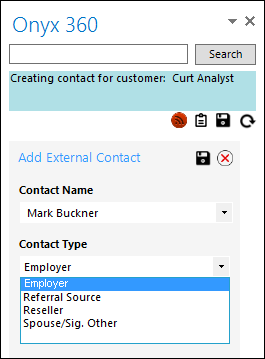 Onyx 360
Search
Creating contact for customer: Curt Analyst
Add External Contact
Contact Name
Mark Buckner
Contact Type
Employer
Employer
Referral Source
Reseller
Spouse/Sig. Other